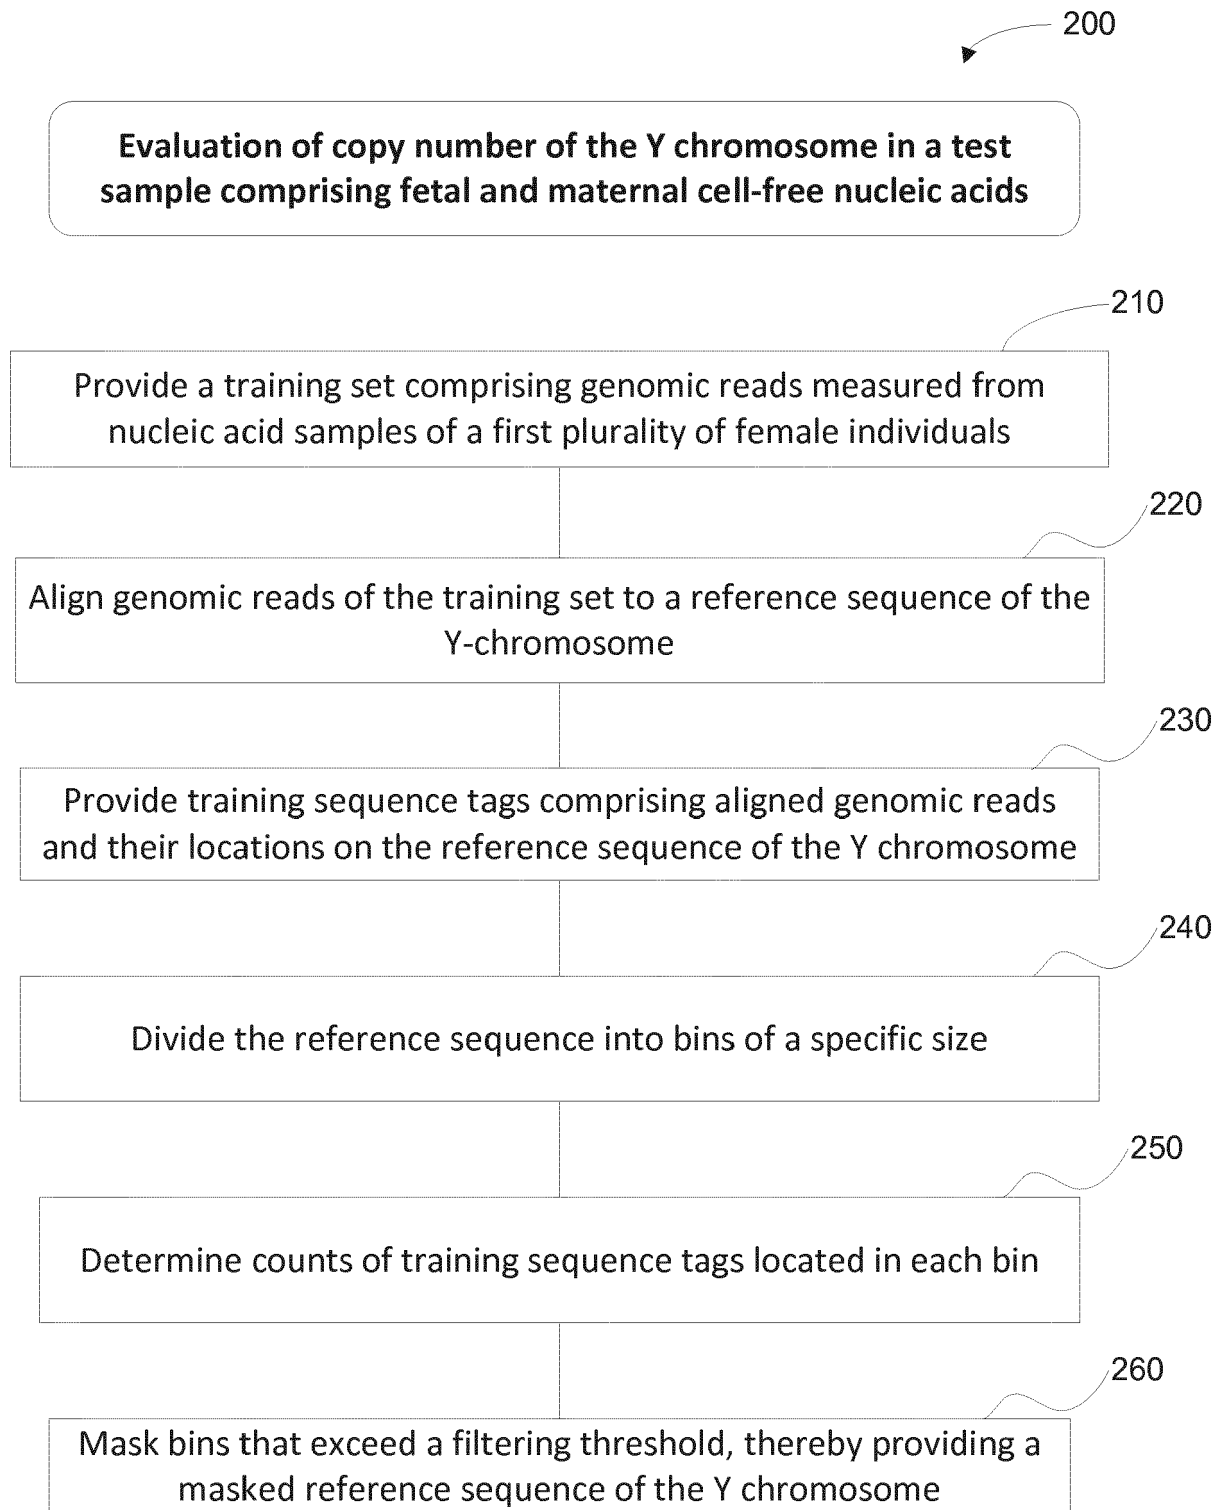 200
Evaluation of copy number of the Y chromosome in a test
sample comprising fetal and maternal cell-free nucleic acids
210
Provide a training set comprising genomic reads measured from
nucleic acid samples of a first plurality of female individuals
220
Align genomic reads of the training set to a reference sequence of the
Y-chromosome
230
Provide training sequence tags comprising aligned genomic reads
and their locations on the reference sequence of the Y chromosome
240
Divide the reference sequence into bins of a specific size
250
Determine counts of training sequence tags located in each bin
260
Mask bins that exceed a filtering threshold, thereby providing a
masked reference sequence of the Y chromosome